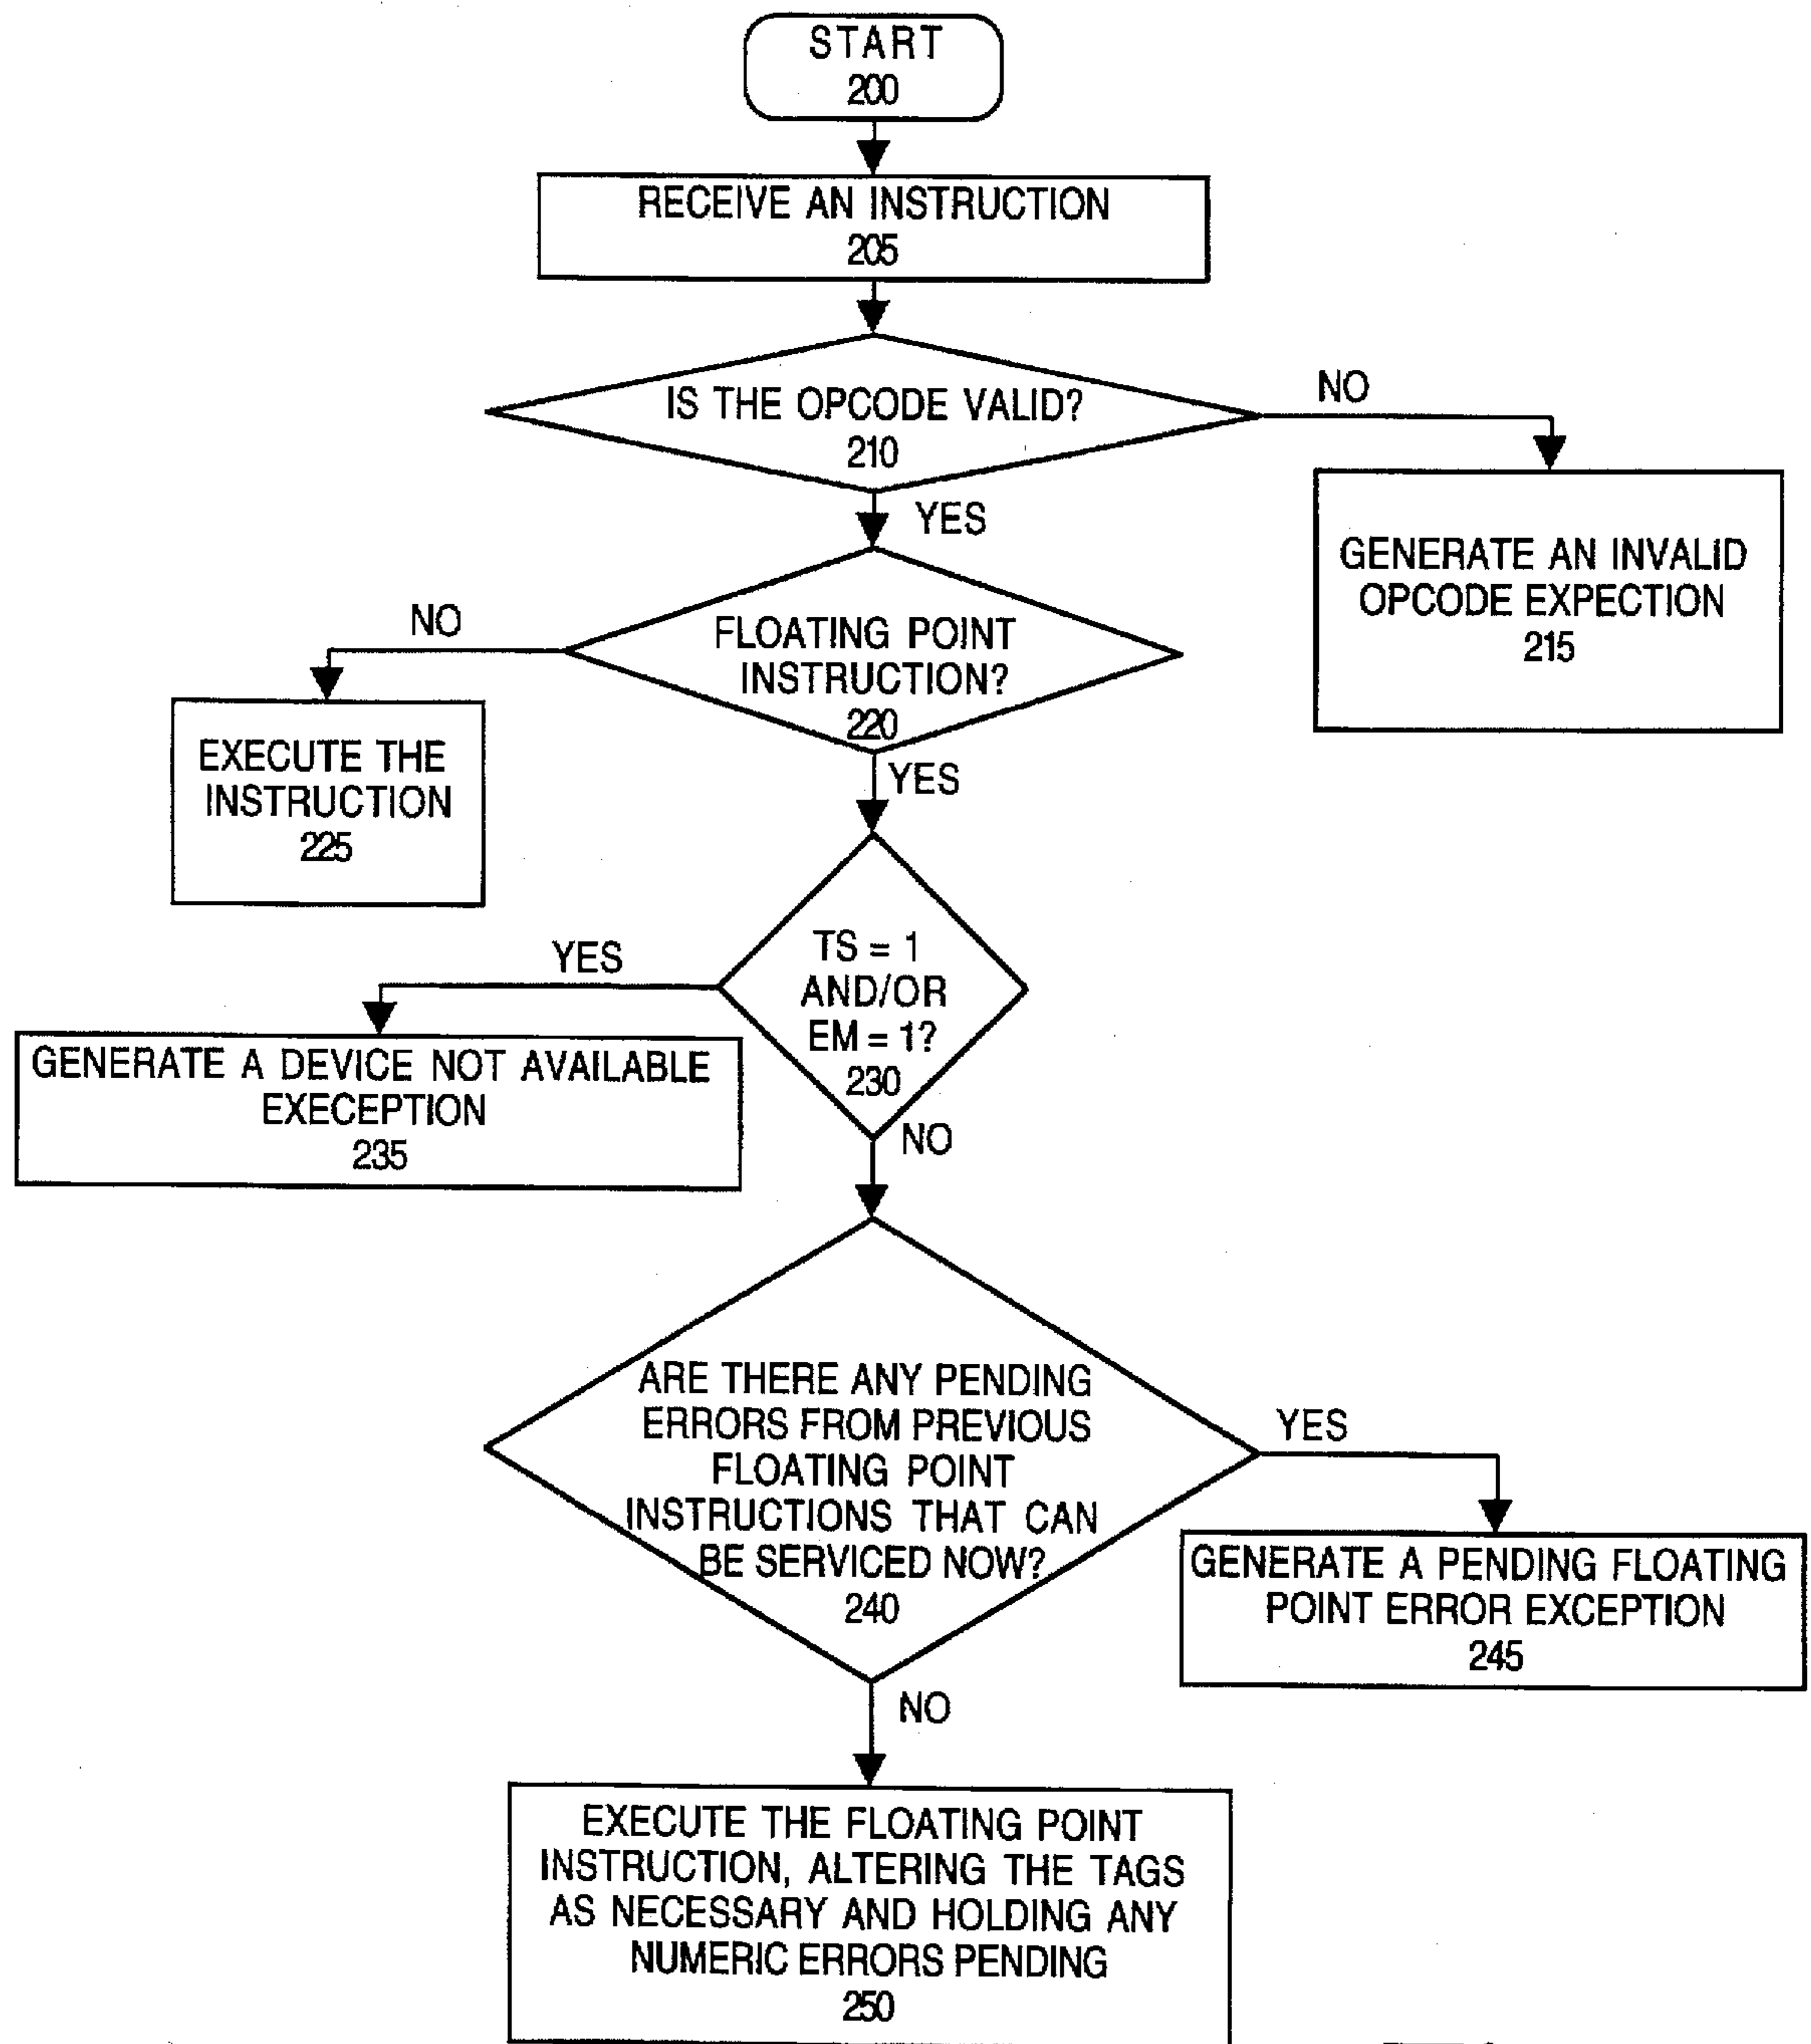 START
200
RECEIVE AN INSTRUCTION
205
IS THE OPCODE VALID?
210
NO
YES
GENERATE AN INVALID
OPCODE EXPECTION
215
NO
FLOATING POINT
INSTRUCTION?
220
EXECUTE THE
INSTRUCTION
225
YES
YES
TS = 1
AND/OR
EM = 1?
230
GENERATE A DEVICE NOT AVAILABLE
EXECEPTION
235
NO
ARE THERE ANY PENDING
ERRORS FROM PREVIOUS
FLOATING POINT
INSTRUCTIONS THAT CAN
BE SERVICED NOW?
240
YES
GENERATE A PENDING FLOATING
POINT ERROR EXCEPTION
245
NO
EXECUTE THE FLOATING POINT
INSTRUCTION, ALTERING THE TAGS
AS NECESSARY AND HOLDING ANY
NUMERIC ERRORS PENDING
250